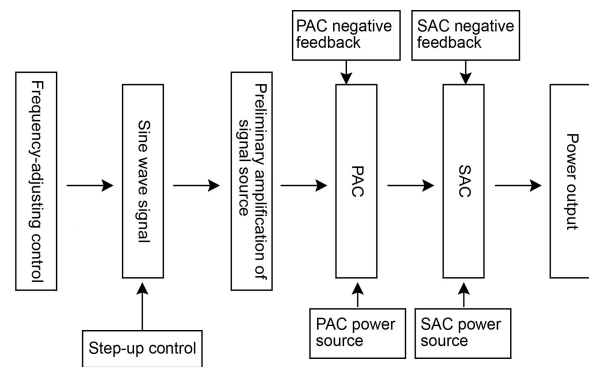 PAC negative
feedback
SAC negative
feedback
Frequency-adjusting control
Sine wave signal
Preliminary amplification of
signal source
PAC
SAC
Power output
Step-up control
PAC power
source
SAC power
source